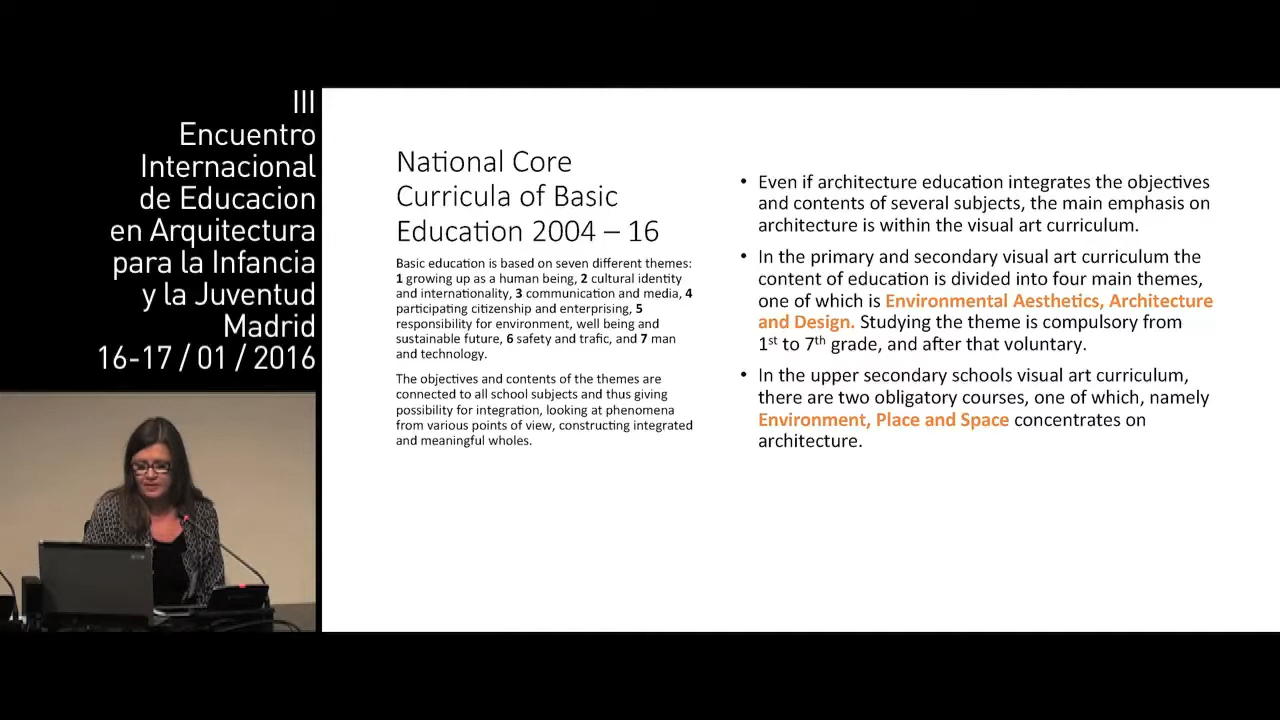 III
Encuentro
Internacional
de Educacion
en Arquitectura
para la Infancia
y la Juventud
Madrid
16-17 / 01 / 2016
National Core
Curricula of Basic
Education 2004 – 16
Basic education is based on seven different themes:
1 growing up as a human being, 2 cultural identity
and internationality, 3 communication and media, 4
participating citizenship and enterprising, 5
responsibility for environment, well being and
sustainable future, 6 safety and trafic, and 7 man
and technology.
The objectives and contents of the themes are
connected to all school subjects and thus giving
possibility for integration, looking at phenomena
from various points of view, constructing integrated
and meaningful wholes.
• Even if architecture education integrates the objectives
and contents of several subjects, the main emphasis on
architecture is within the visual art curriculum.
• In the primary and secondary visual art curriculum the
content of education is divided into four main themes,
one of which is Environmental Aesthetics, Architecture
and Design. Studying the theme is compulsory from
1st to 7th grade, and after that voluntary.
• In the upper secondary schools visual art curriculum,
there are two obligatory courses, one of which, namely
Environment, Place and Space concentrates on
architecture.